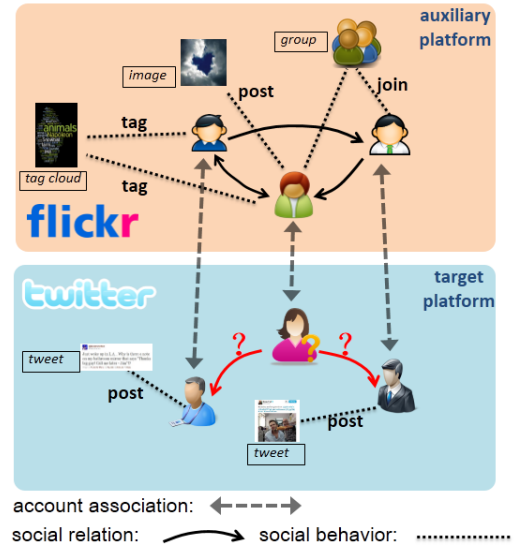 auxiliary
platform
group
image
post
join
tag
animals
tag cloud
tag
flickr
twitter
target
platform
?
?
?
tweet
post
post
tweet
account association:
social relation:
social behavior: